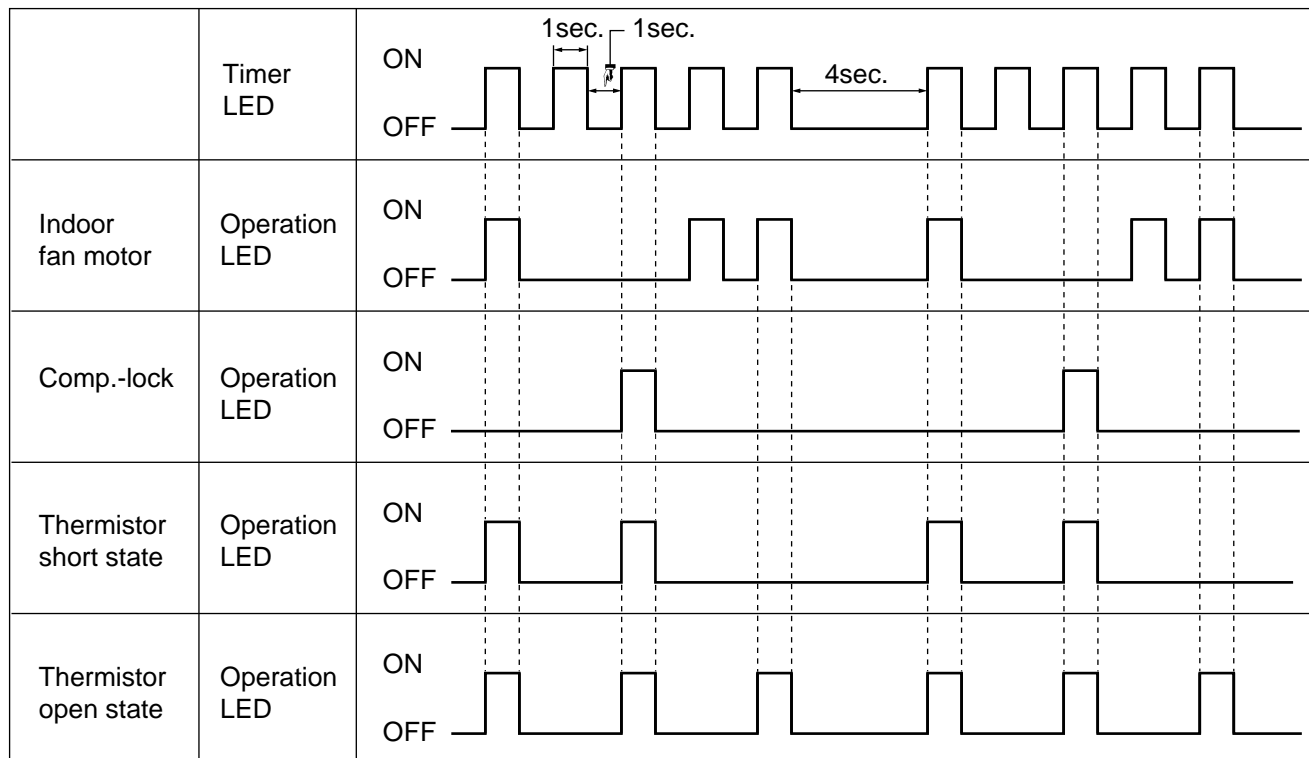 1sec.
1sec.
ON
Timer
LED
4sec.
OFF
ON
Indoor
fan motor
Operation
LED
OFF
ON
Comp.-lock
Operation
LED
OFF
ON
Thermistor
short state
Operation
LED
OFF
ON
Thermistor
open state
Operation
LED
OFF